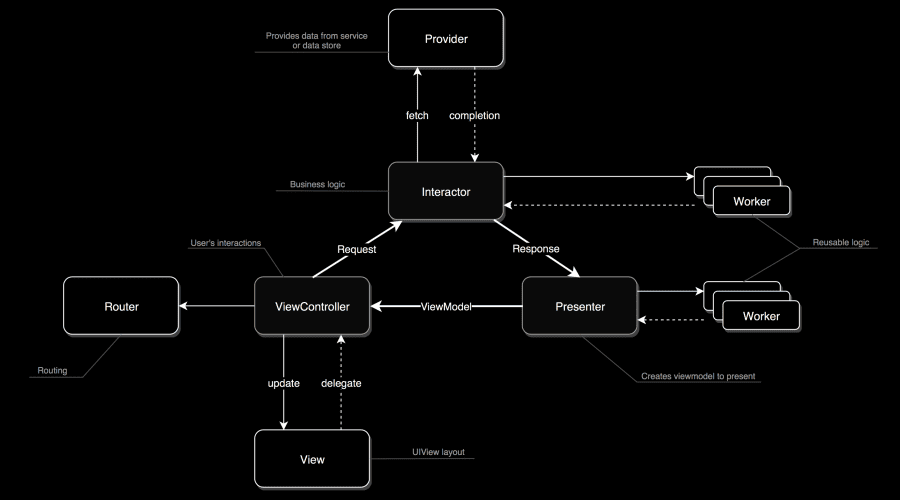 Provider
Provides data from service
or data store
fetch
completion
Interactor
Business logic
Worker
Request
Response
User's interactions
Reusable logic
Router
ViewController
ViewModel
Presenter
Worker
Routing
update
delegate
Creates viewmodel to present
View
UIView layout